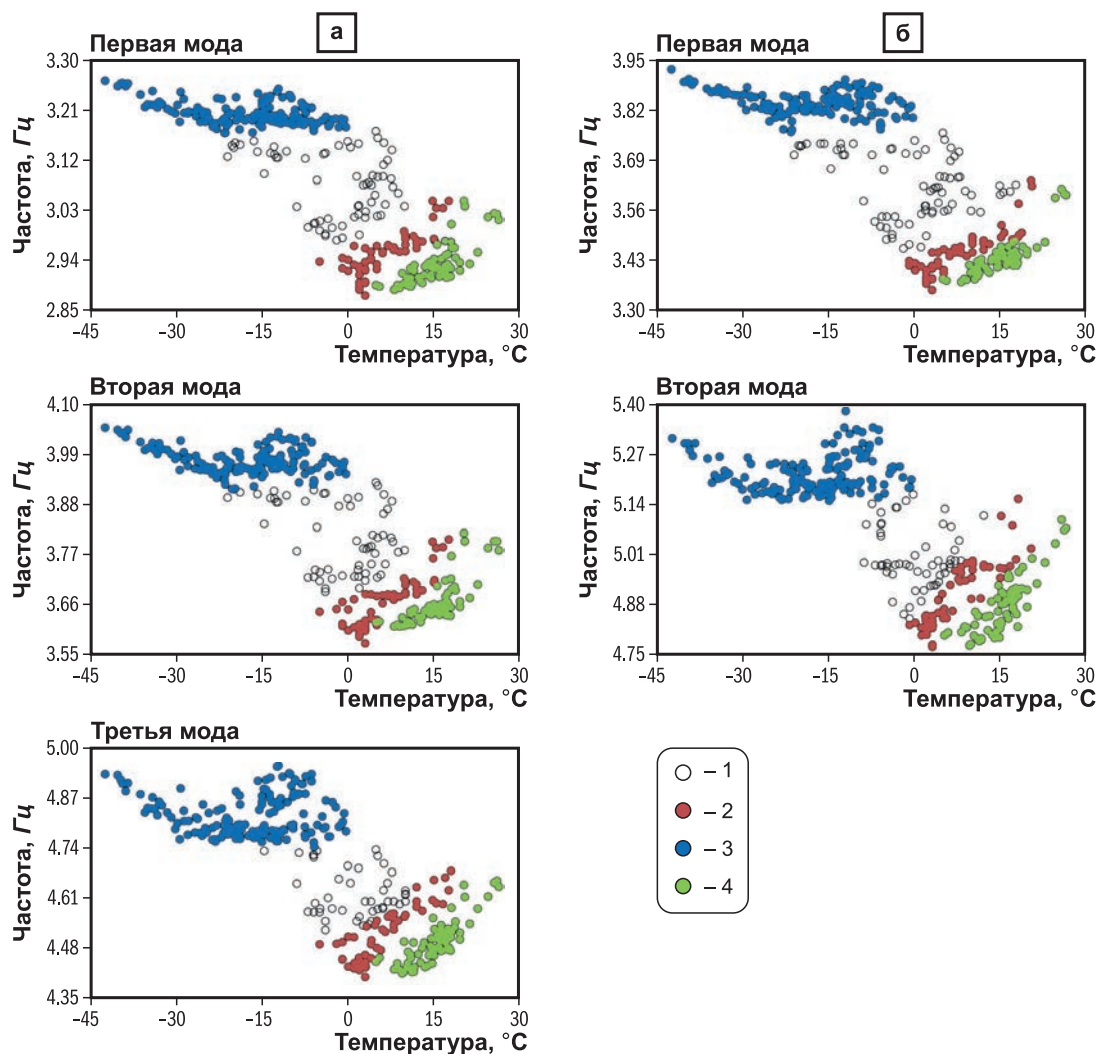 а
Первая мода
Частота, Гц
3.30
3.21
3.12
3.03
2.94
2.85
–45 –30 –15 0 15 30
Температура, °C
б
Первая мода
Частота, Гц
3.95
3.82
3.69
3.56
3.43
3.30
–45 –30 –15 0 15 30
Температура, °C
Вторая мода
Частота, Гц
4.10
3.99
3.88
3.77
3.66
3.55
–45 –30 –15 0 15 30
Температура, °C
Вторая мода
Частота, Гц
5.40
5.27
5.14
5.01
4.88
4.75
–45 –30 –15 0 15 30
Температура, °C
Третья мода
Частота, Гц
5.00
4.87
4.74
4.61
4.48
4.35
–45 –30 –15 0 15 30
Температура, °C
– 1
– 2
– 3
– 4